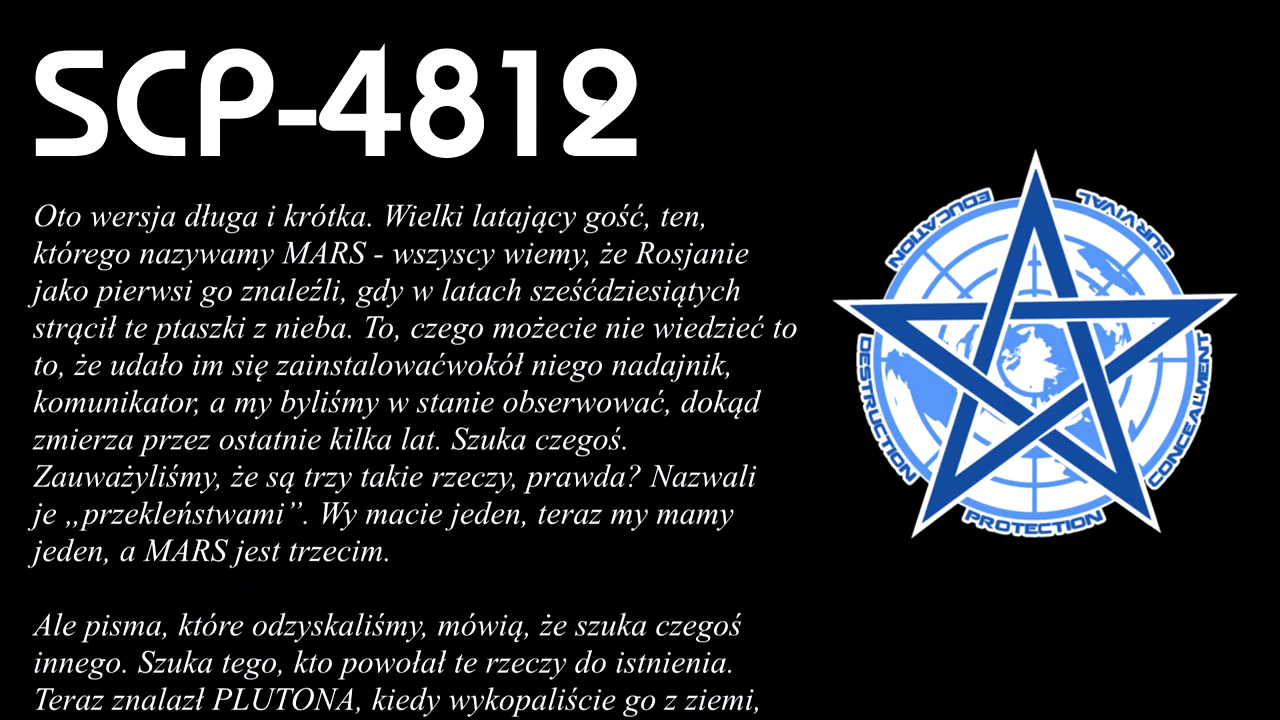 SCP-4812
Oto wersja długa i krótka. Wielki latający gość, ten,
którego nazywamy MARS - wszyscy wiemy, że Rosjanie
jako pierwsi go znaleźli, gdy w latach sześćdziesiątych
strącił te ptaszki z nieba. To, czego możecie nie wiedzieć to
to, że udało im się zainstalowaćwokół niego nadajnik,
komunikator, a my byliśmy w stanie obserwować, dokąd
zmierza przez ostatnie kilka lat. Szuka czegoś.
Zauważyliśmy, że są trzy takie rzeczy, prawda? Nazwali
je „przekleństwami”. Wy macie jeden, teraz my mamy
jeden, a MARS jest trzecim.
Ale pisma, które odzyskaliśmy, mówią, że szuka czegoś
innego. Szuka tego, kto powołał te rzeczy do istnienia.
Teraz znalazł PLUTONA, kiedy wykopaliście go z ziemi,
EDUCATION
SURVIVAL
DESTRUCTION
CONCEALMENT
PROTECTION